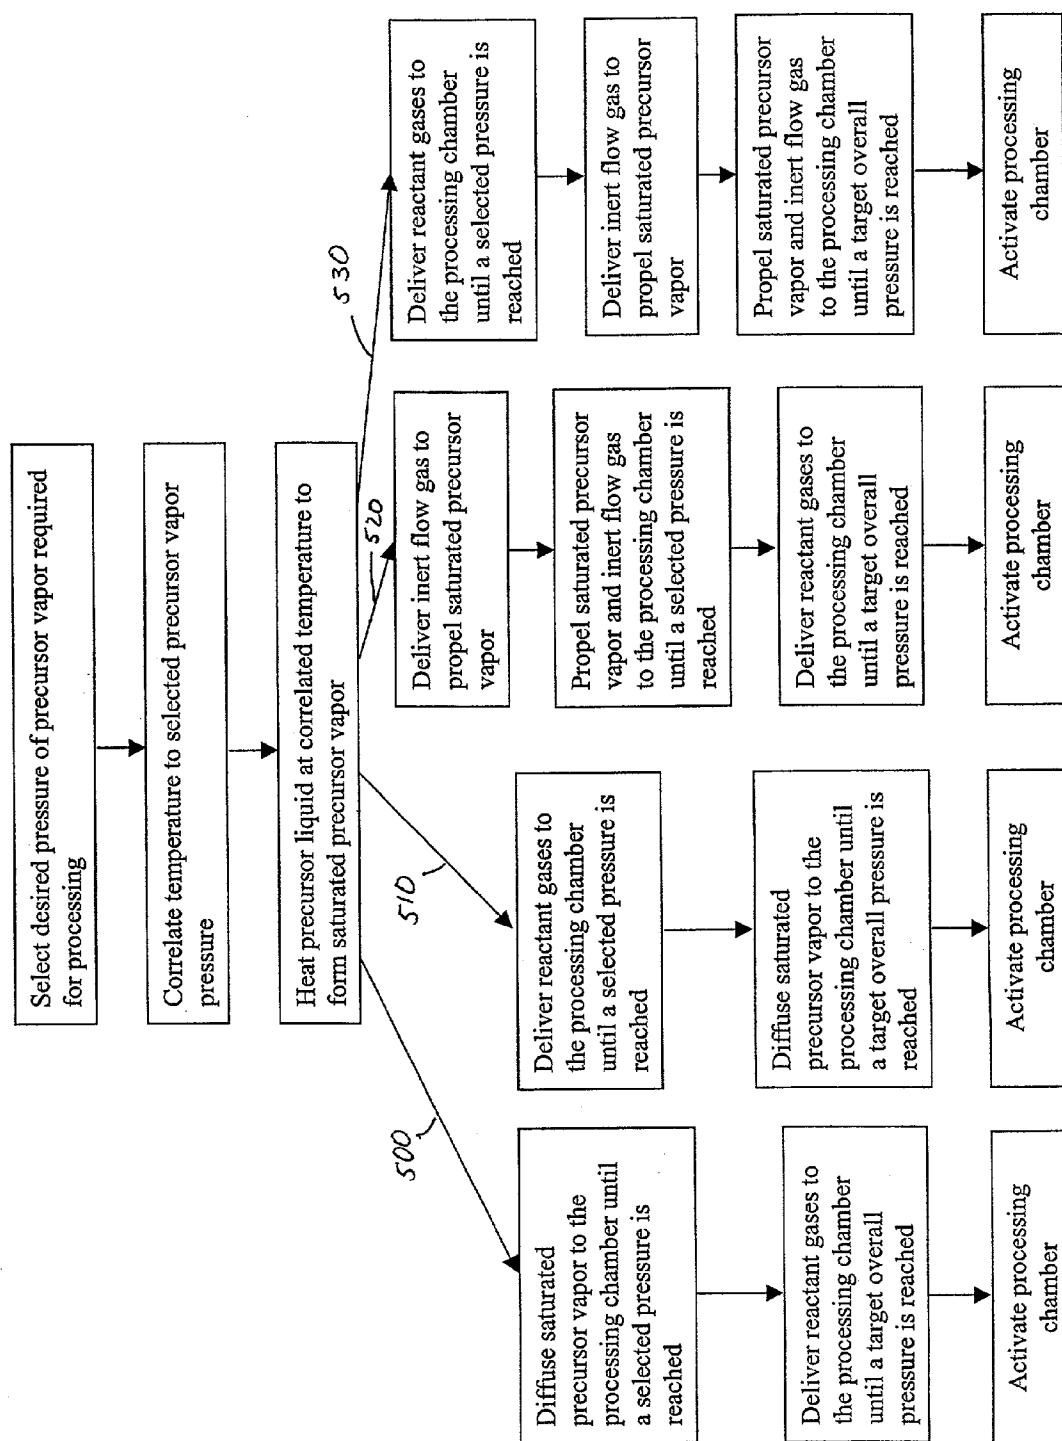 Select desired pressure of precursor vapor required
for processing
Correlate temperature to selected precursor vapor
pressure
Heat precursor liquid at correlated temperature to
form saturated precursor vapor
500
510
520
530
Diffuse saturated
precursor vapor to the
processing chamber until
a selected pressure is
reached
Deliver reactant gases to
the processing chamber
until a target overall
pressure is reached
Activate processing
chamber
Deliver reactant gases to
the processing chamber
until a selected pressure is
reached
Diffuse saturated
precursor vapor to the
processing chamber until
a target overall pressure is
reached
Activate processing
chamber
Deliver inert flow gas to
propel saturated precursor
vapor
Propel saturated precursor
vapor and inert flow gas
to the processing chamber
until a selected pressure is
reached
Deliver reactant gases to
the processing chamber
until a target overall
pressure is reached
Activate processing
chamber
Deliver reactant gases to
the processing chamber
until a selected pressure is
reached
Deliver inert flow gas to
propel saturated precursor
vapor
Propel saturated precursor
vapor and inert flow gas
to the processing chamber
until a target overall
pressure is reached
Activate processing
chamber